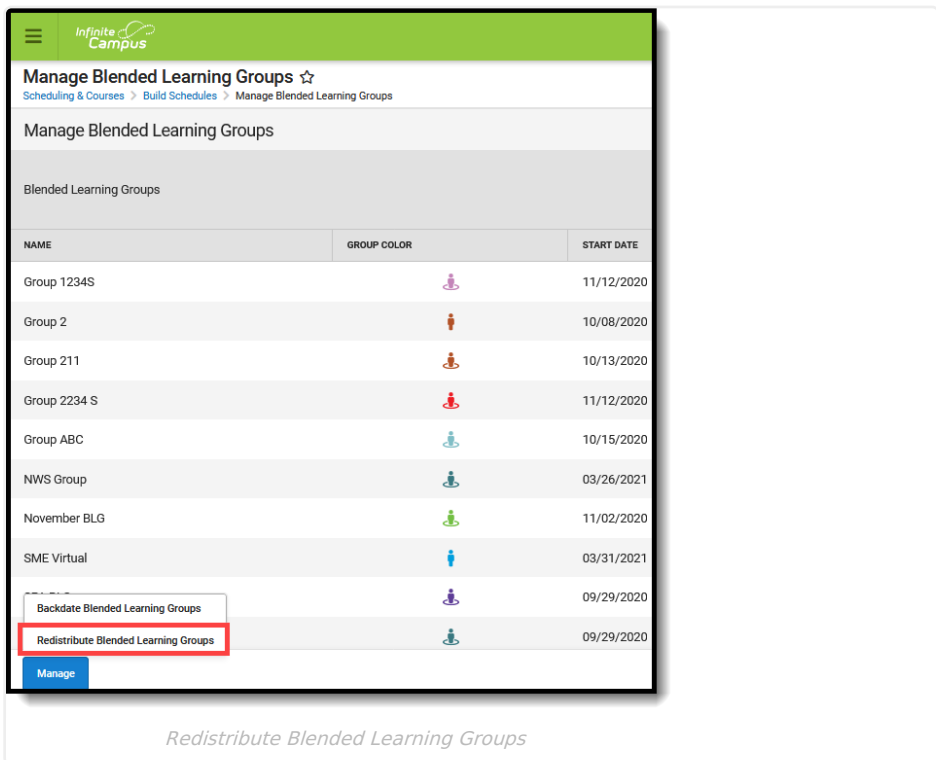 Infinite
Campus
Manage Blended Learning Groups
Scheduling & Courses > Build Schedules > Manage Blended Learning Groups
Manage Blended Learning Groups
Blended Learning Groups
NAME GROUP COLOR START DATE
Group 1234S 11/12/2020
Group 2 10/08/2020
Group 211 10/13/2020
Group 2234 S 11/12/2020
Group ABC 10/15/2020
NWS Group 03/26/2021
November BLG 11/02/2020
SME Virtual 03/31/2021
09/29/2020
Backdate Blended Learning Groups
Redistribute Blended Learning Groups 09/29/2020
Manage
Redistribute Blended Learning Groups